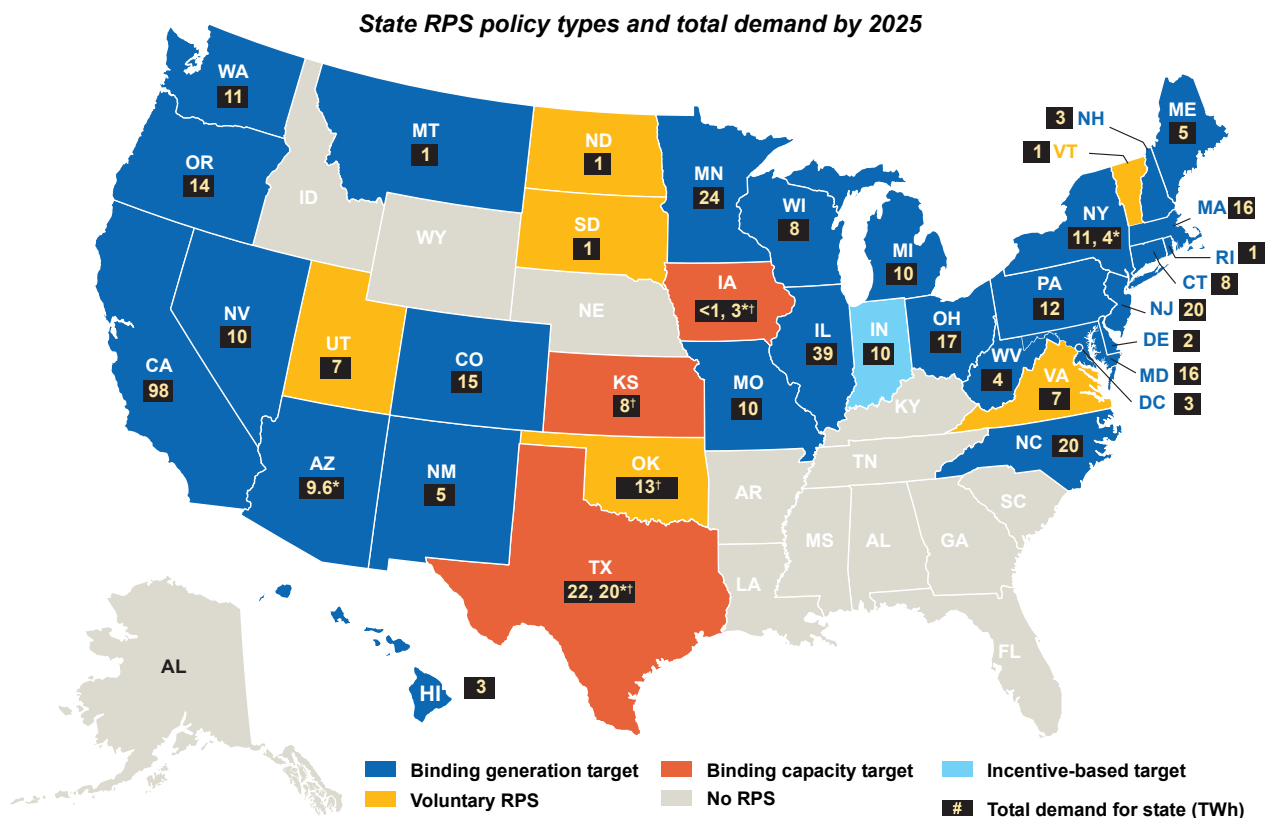 State RPS policy types and total demand by 2025
WA
11
MT
1
ND
1
MN
24
OR
14
ID
WY
SD
1
WI
8
MI
10
3 NH
1 VT
ME
5
NY
11, 4*
MA 16
RI 1
CT 8
NJ 20
DE 2
MD 16
DC 3
NV
10
CA
98
UT
7
CO
15
NE
IA
<1, 3*†
IL
39
IN
10
OH
17
PA
12
WV
4
VA
7
KS
8†
MO
10
KY
NC 20
TN
AZ
9.6*
NM
5
OK
13†
AR
SC
MS
AL
GA
LA
TX
22, 20*†
FL
AL
HI 3
Binding generation target
Binding capacity target
Incentive-based target
Voluntary RPS
No RPS
# Total demand for state (TWh)